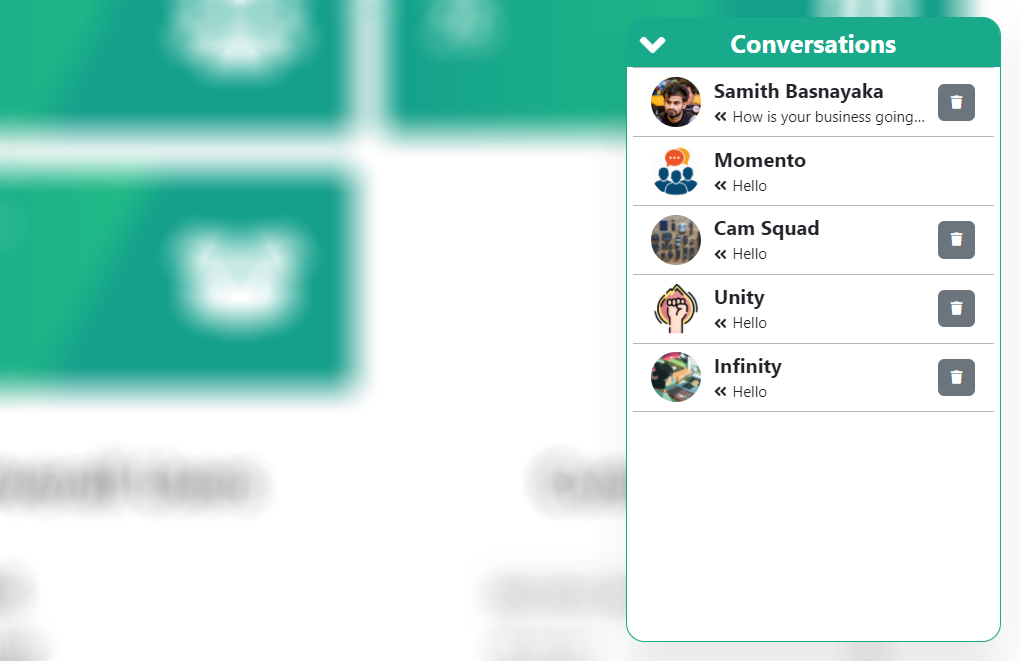 Conversations
Samith Basnayaka
How is your business going...
Momento
Hello
Cam Squad
Hello
Unity
Hello
Infinity
Hello